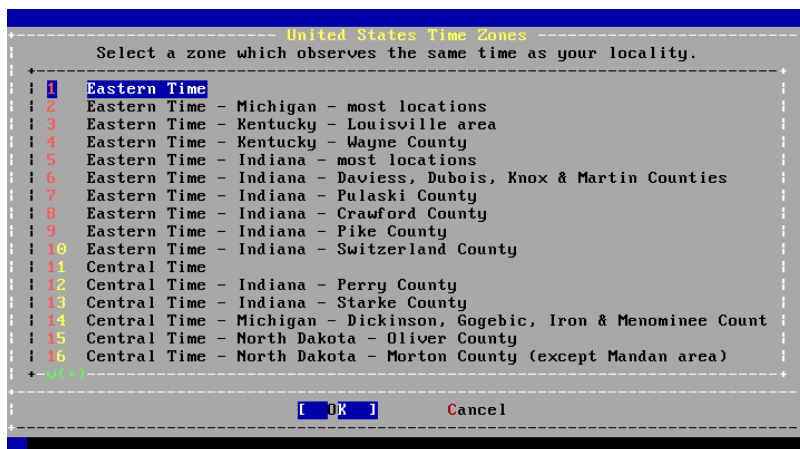 United States Time Zones
Select a zone which observes the same time as your locality.
1 Eastern Time
2 Eastern Time - Michigan - most locations
3 Eastern Time - Kentucky - Louisville area
4 Eastern Time - Kentucky - Wayne County
5 Eastern Time - Indiana - most locations
6 Eastern Time - Indiana - Daviess, Dubois, Knox & Martin Counties
7 Eastern Time - Indiana - Pulaski County
8 Eastern Time - Indiana - Crawford County
9 Eastern Time - Indiana - Pike County
10 Eastern Time - Indiana - Switzerland County
11 Central Time
12 Central Time - Indiana - Perry County
13 Central Time - Indiana - Starke County
14 Central Time - Michigan - Dickinson, Gogebic, Iron & Menominee Count
15 Central Time - North Dakota - Oliver County
16 Central Time - North Dakota - Morton County (except Mandan area)
v(+)
[ OK ] Cancel